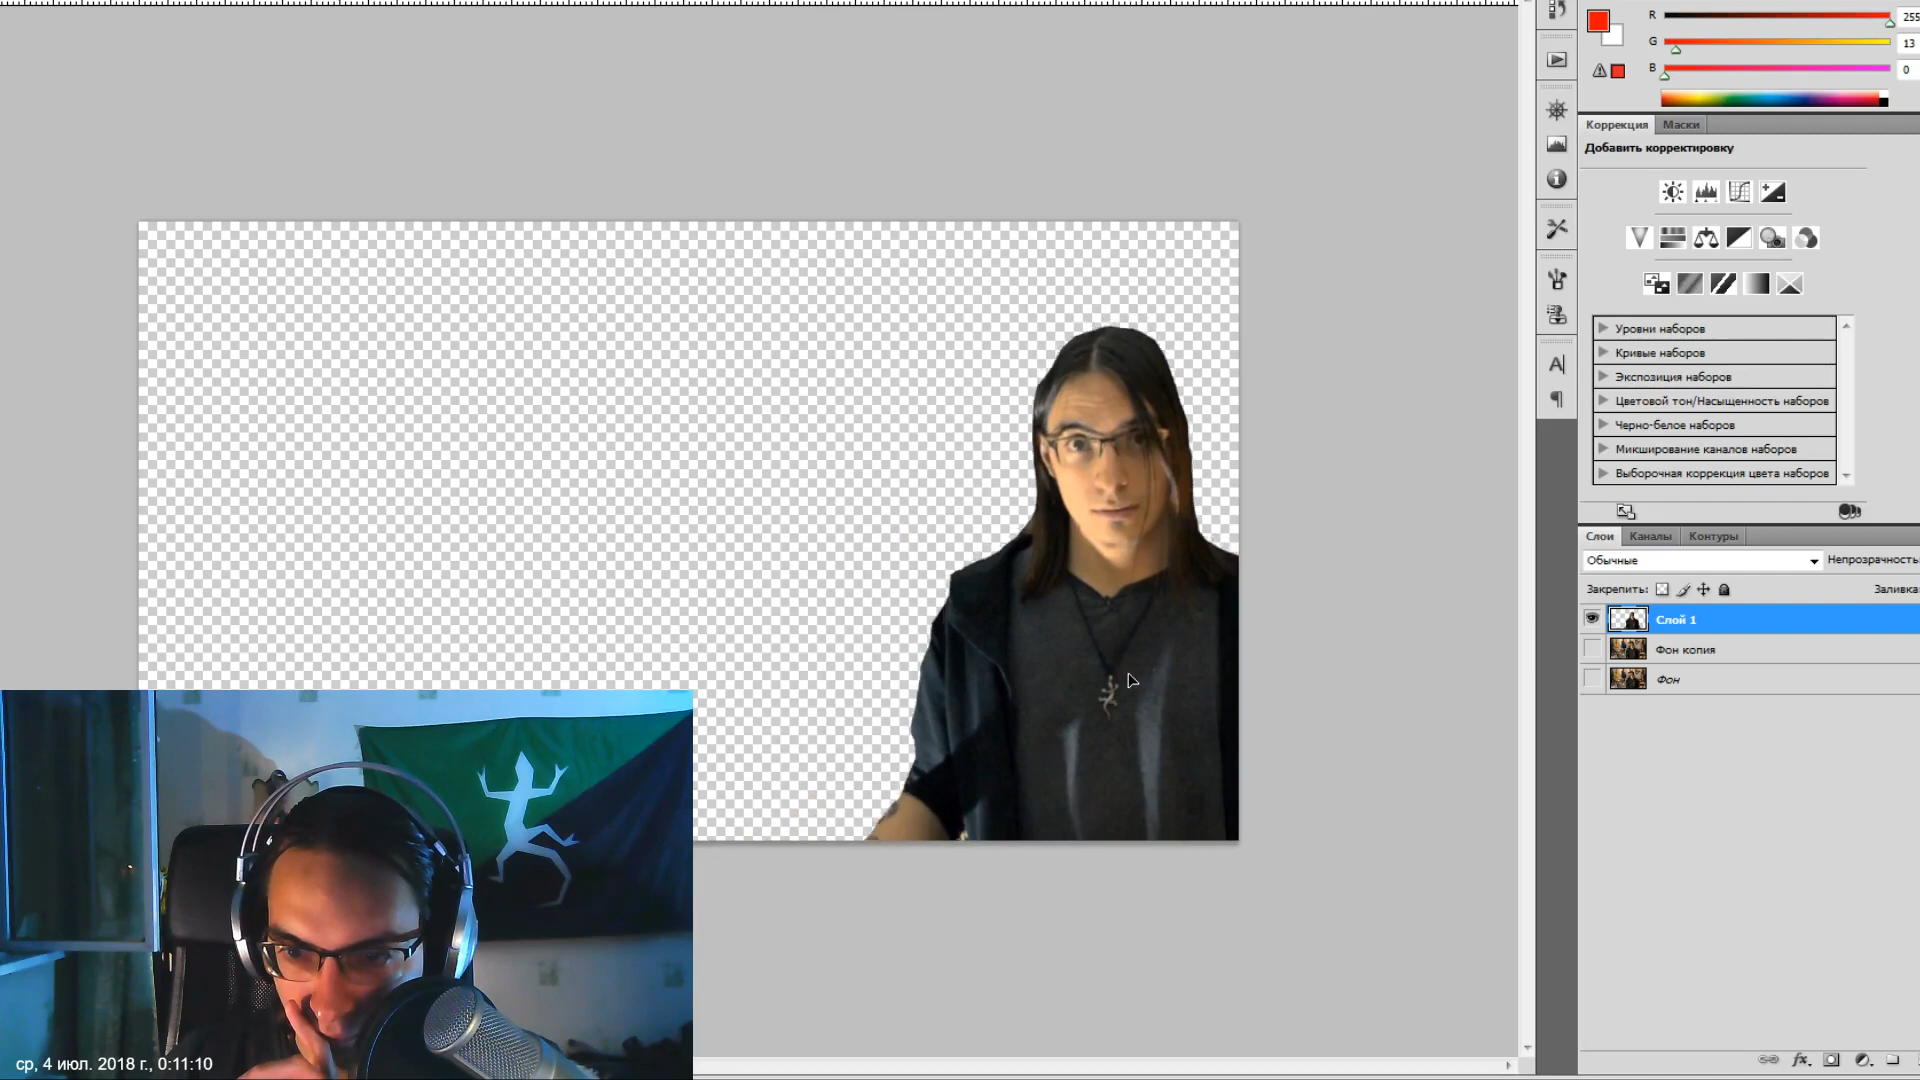 R 255
G 13
B 0
Коррекция Маски
Добавить корректировку
Уровни наборов
Кривые наборов
Экспозиция наборов
Цветовой тон/Насыщенность наборов
Черно-белое наборов
Микширование каналов наборов
Выборочная коррекция цвета наборов
Слои Каналы Контуры
Обычные Непрозрачность:
Закрепить: Заливка:
Слой 1
Фон копия
Фон
fx
A
ср, 4 июл. 2018 г., 0:11:10